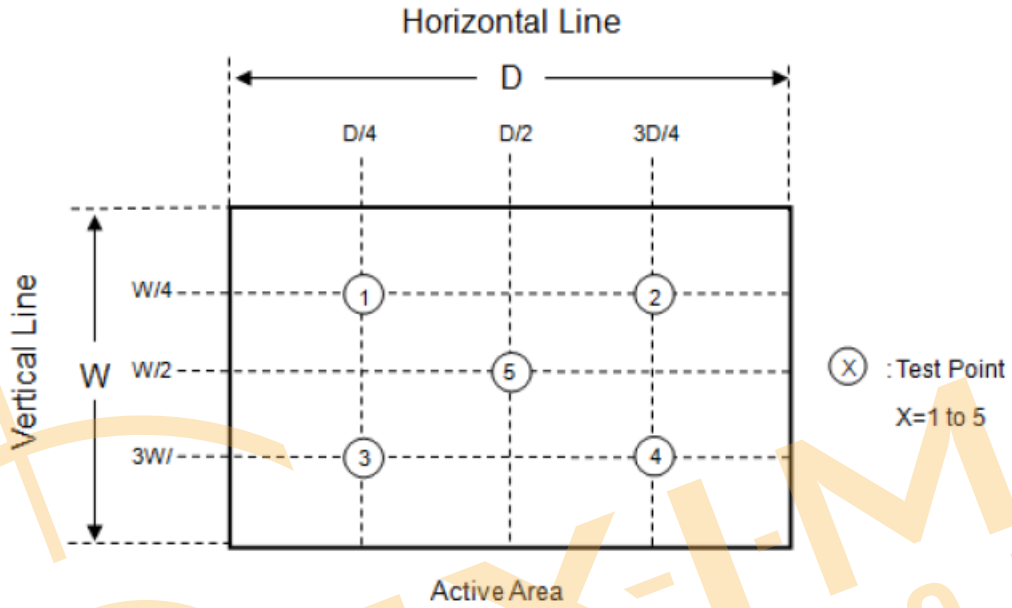 Horizontal Line
D
D/4 D/2 3D/4
Vertical Line
W
W/4
1 2
W/2
5
X : Test Point
X=1 to 5
3W/
3 4
Active Area